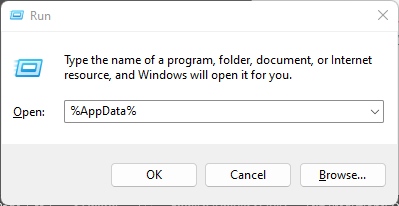 Run
Type the name of a program, folder, document, or Internet
resource, and Windows will open it for you.
Open: %AppData%
OK Cancel Browse...